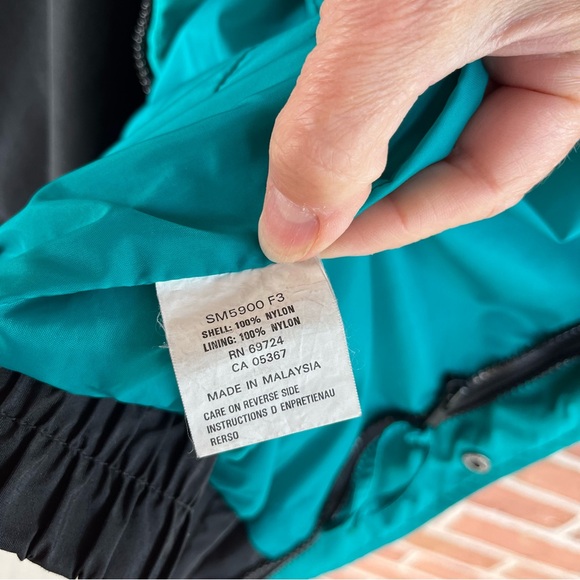 SM5900 F3
SHELL: 100% NYLON
LINING: 100% NYLON
RN 69724
CA 05367
MADE IN MALAYSIA
CARE ON REVERSE SIDE
INSTRUCTIONS D ENPRETIENAU
RERSO